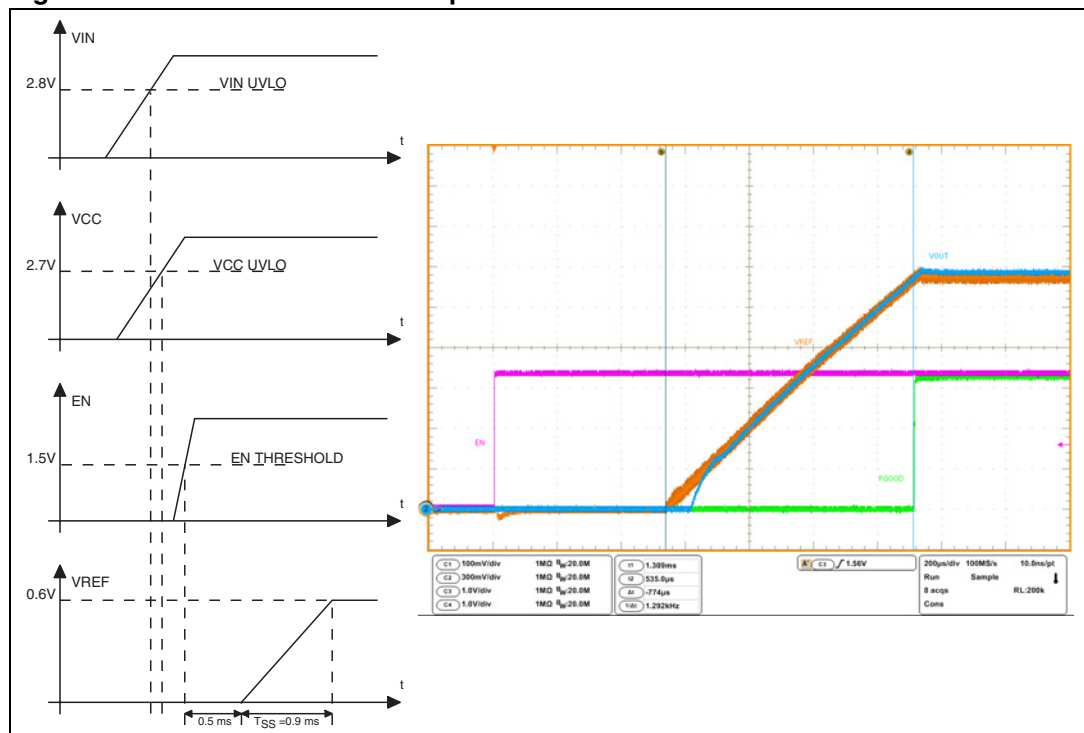 VIN
2.8V
VIN UVLO
t
VCC
2.7V
VCC UVLO
t
EN
1.5V
EN THRESHOLD
t
VREF
0.6V
t
0.5 ms
TSS =0.9 ms
VOUT
VREF
EN
PGOOD
C1 100mV/div 1MΩ BW:20.0M
C2 300mV/div 1MΩ BW:20.0M
C3 1.0V/div 1MΩ BW:20.0M
C4 1.0V/div 1MΩ BW:20.0M
t1 1.309ms
t2 535.0µs
Δt -774µs
1/Δt 1.292kHz
A' C3 1.56V
200µs/div 100MS/s 10.0ns/pt
Run Sample
8 acqs RL:200k
Cons